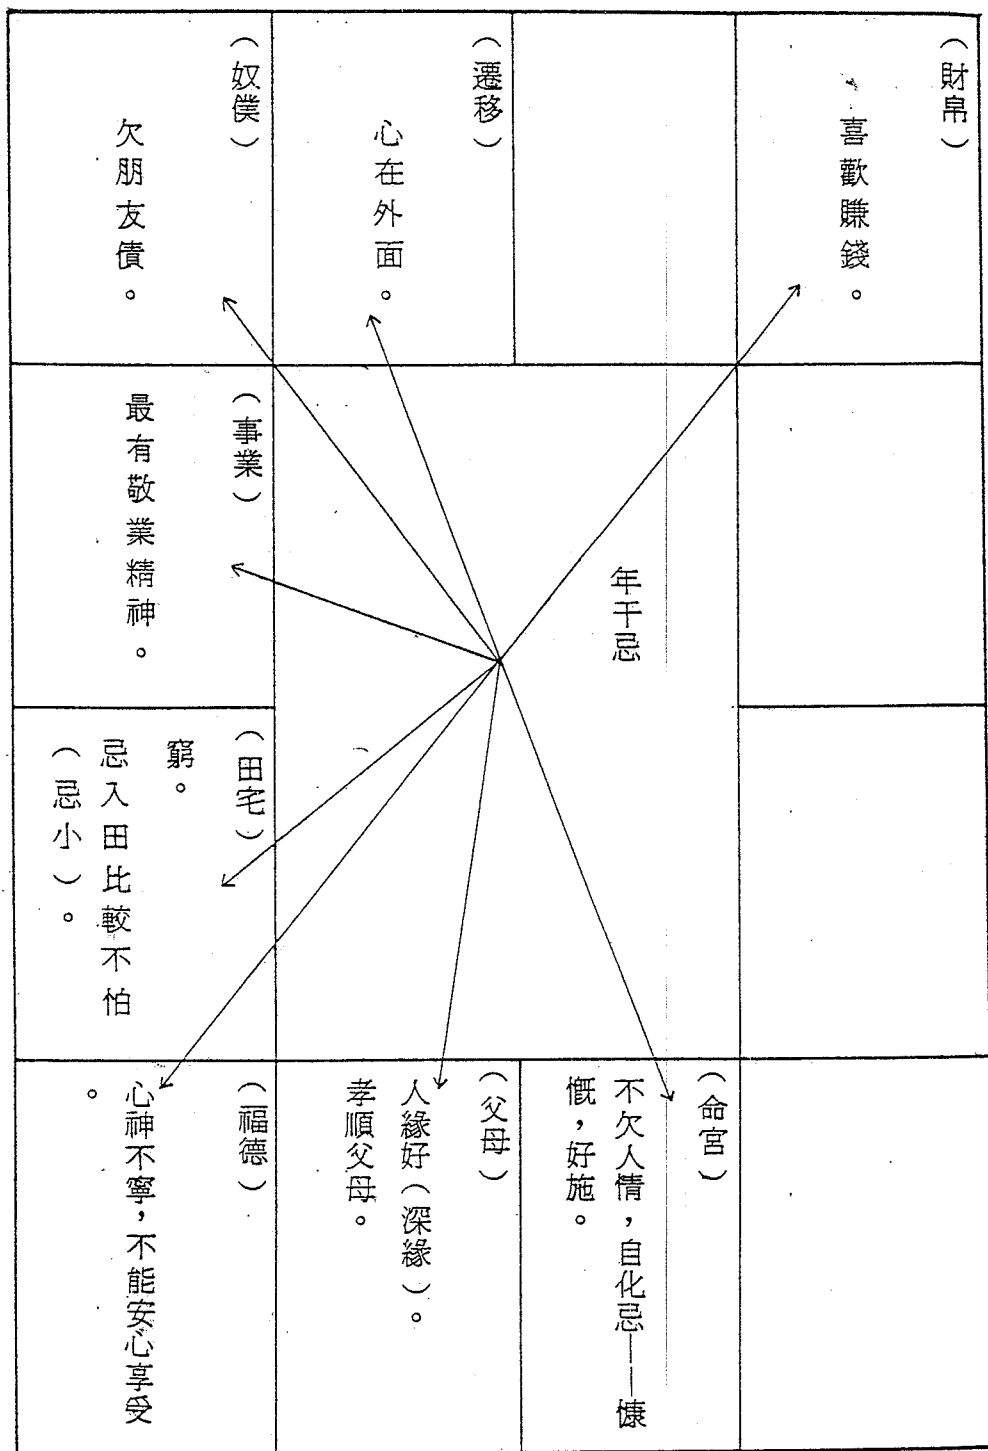 （財帛）
喜歡賺錢。
（遷移）
心在外面。
（奴僕）
欠朋友債。
年干忌
（事業）
最有敬業精神。
（田宅）
窮。
忌入田比較不怕
（忌小）。
（命宮）
不欠人情，自化忌——慷
慨，好施。
（父母）
人緣好（深緣）。
孝順父母。
（福德）
心神不寧，不能安心享受
。